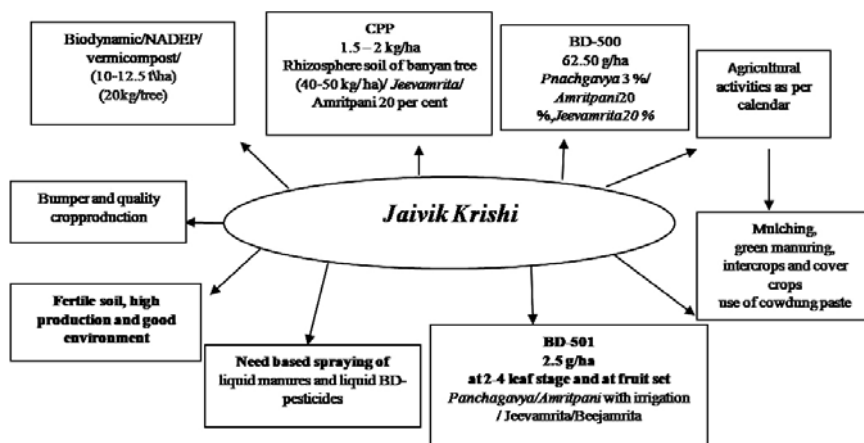 Biodynamic/NADEP/
vermicompost/
(10-12.5 t\ha)
(20kg/tree)
CPP
1.5 – 2 kg/ha
Rhizosphere soil of banyan tree
(40-50 kg/ha)/ Jeevamrita/
Amritpani 20 per cent
BD-500
62.50 g/ha
Pnachgavya 3 %/
Amritpani20
%,Jeevamrita20 %
Agricultural
activities as per
calendar
Bumper and quality
cropproduction
Jaivik Krishi
Mulching,
green manuring,
intercrops and cover
crops
use of cowdung paste
Fertile soil, high
production and good
environment
Need based spraying of
liquid manures and liquid BD-
pesticides
BD-501
2.5 g/ha
at 2-4 leaf stage and at fruit set
Panchagavya/Amritpani with irrigation
/ Jeevamrita/Beejamrita